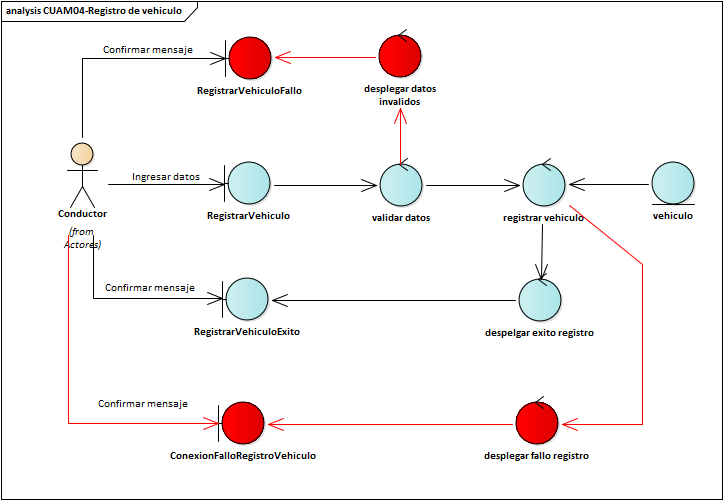 analysis CUAM04-Registro de vehiculo
Confirmar mensaje
RegistrarVehiculoFallo
desplegar datos
invalidos
Ingresar datos
RegistrarVehiculo
validar datos
registrar vehiculo
vehiculo
Conductor
(from
Actores)
Confirmar mensaje
RegistrarVehiculoExito
despelgar exito registro
Confirmar mensaje
ConexionFalloRegistroVehiculo
desplegar fallo registro